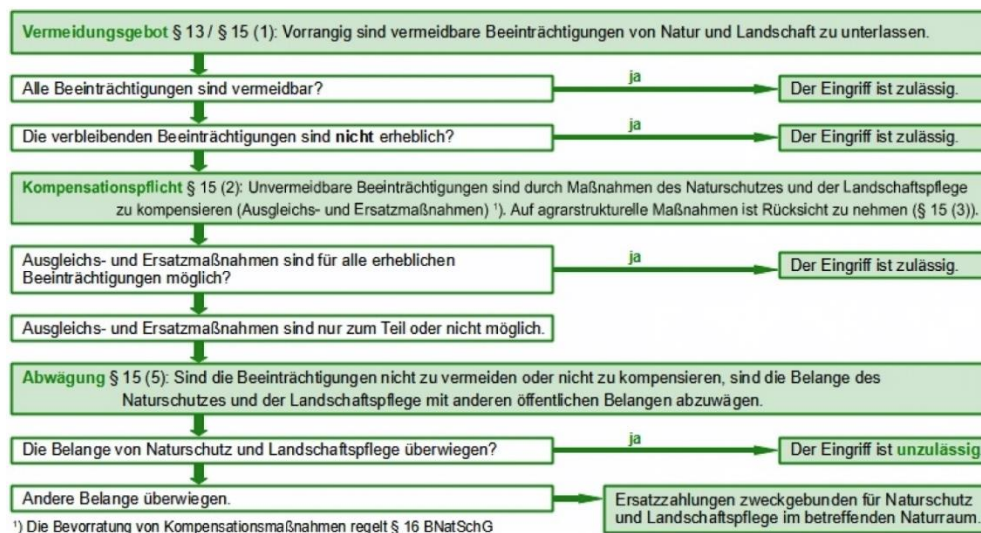 Vermeidungsgebot § 13 / § 15 (1): Vorrangig sind vermeidbare Beeinträchtigungen von Natur und Landschaft zu unterlassen.
ja
Alle Beeinträchtigungen sind vermeidbar?
Der Eingriff ist zulässig.
ja
Die verbleibenden Beeinträchtigungen sind nicht erheblich?
Der Eingriff ist zulässig.
Kompensationspflicht § 15 (2): Unvermeidbare Beeinträchtigungen sind durch Maßnahmen des Naturschutzes und der Landschaftspflege
zu kompensieren (Ausgleichs- und Ersatzmaßnahmen) ¹). Auf agrarstrukturelle Maßnahmen ist Rücksicht zu nehmen (§ 15 (3)).
Ausgleichs- und Ersatzmaßnahmen sind für alle erheblichen
Beeinträchtigungen möglich?
ja
Der Eingriff ist zulässig.
Ausgleichs- und Ersatzmaßnahmen sind nur zum Teil oder nicht möglich.
Abwägung § 15 (5): Sind die Beeinträchtigungen nicht zu vermeiden oder nicht zu kompensieren, sind die Belange des
Naturschutzes und der Landschaftspflege mit anderen öffentlichen Belangen abzuwägen.
ja
Die Belange von Naturschutz und Landschaftspflege überwiegen?
Der Eingriff ist unzulässig
Andere Belange überwiegen.
Ersatzzahlungen zweckgebunden für Naturschutz
und Landschaftspflege im betreffenden Naturraum.
¹) Die Bevorratung von Kompensationsmaßnahmen regelt § 16 BNatSchG